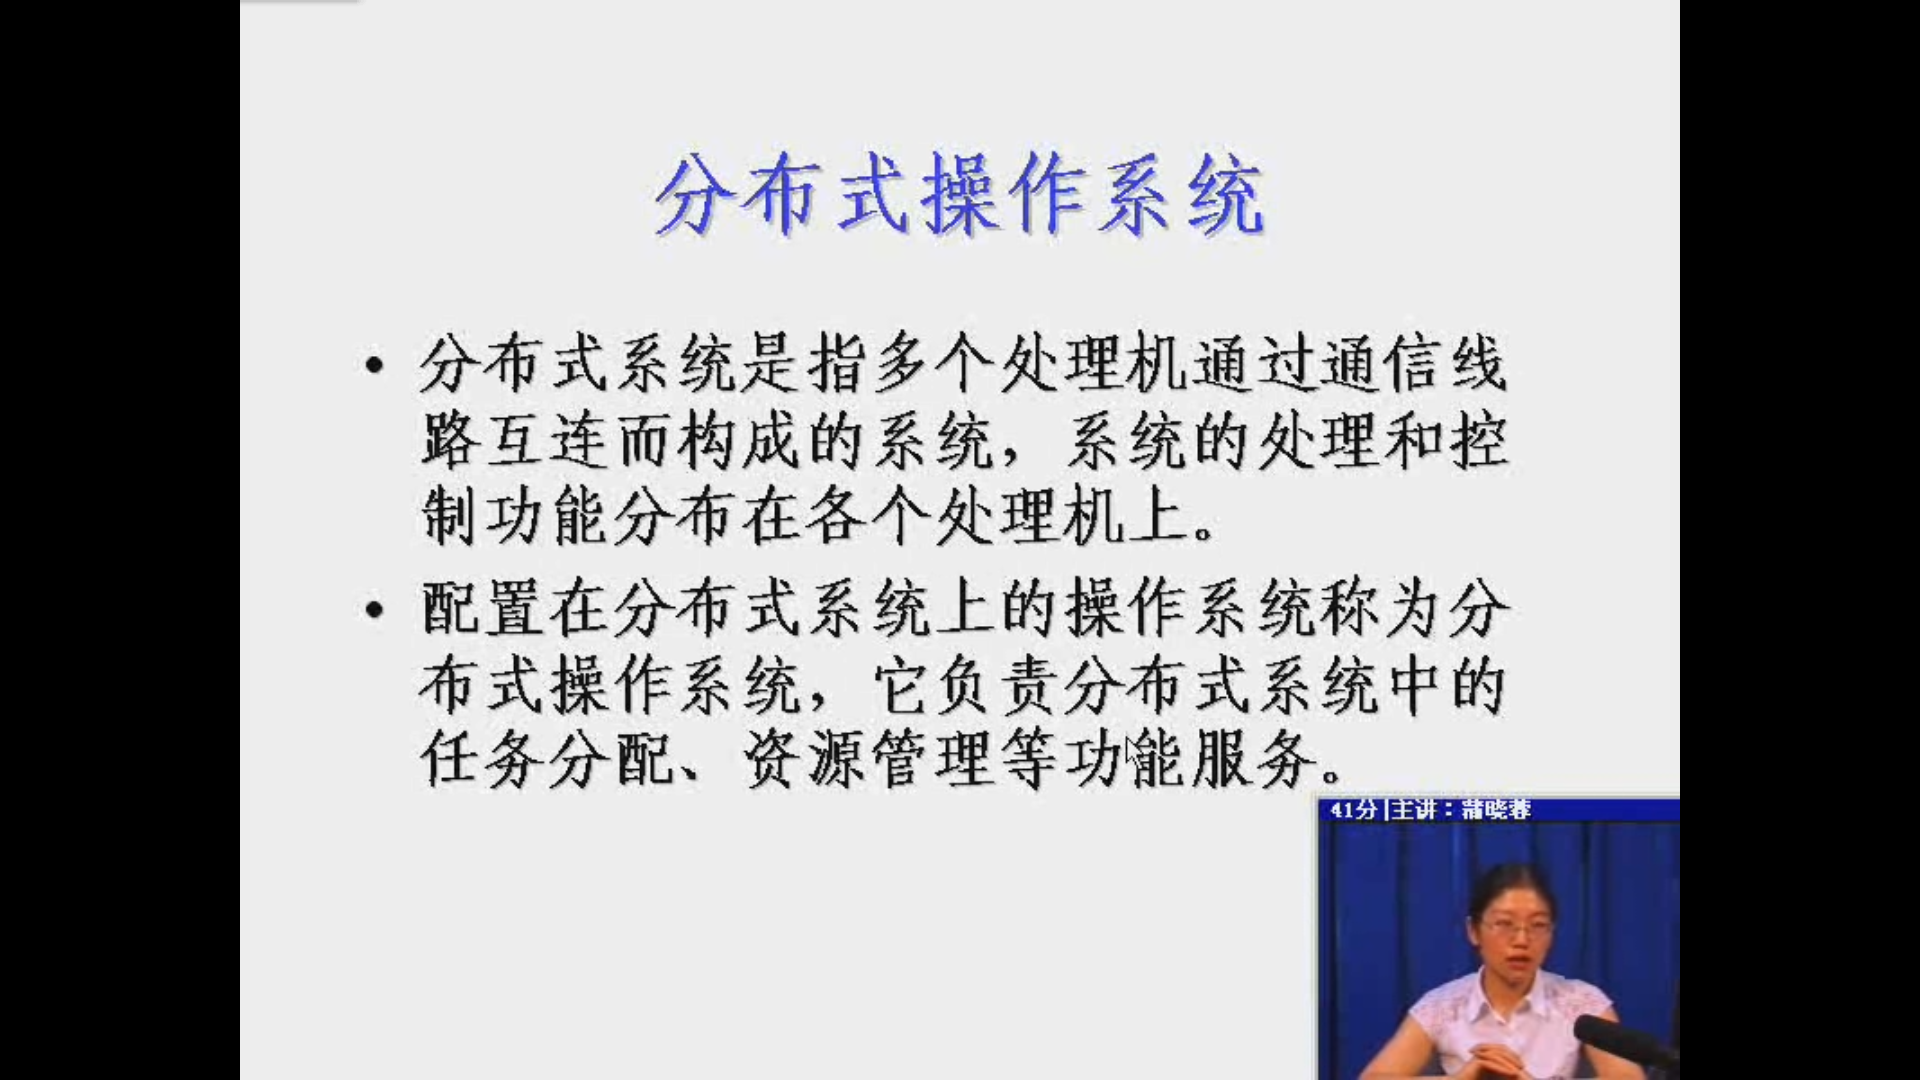 分布式操作系统
• 分布式系统是指多个处理机通过通信线
路互连而构成的系统，系统的处理和控
制功能分布在各个处理机上。
• 配置在分布式系统上的操作系统称为分
布式操作系统，它负责分布式系统中的
任务分配、资源管理等功能服务。
41分|主讲：蒲晓蓉